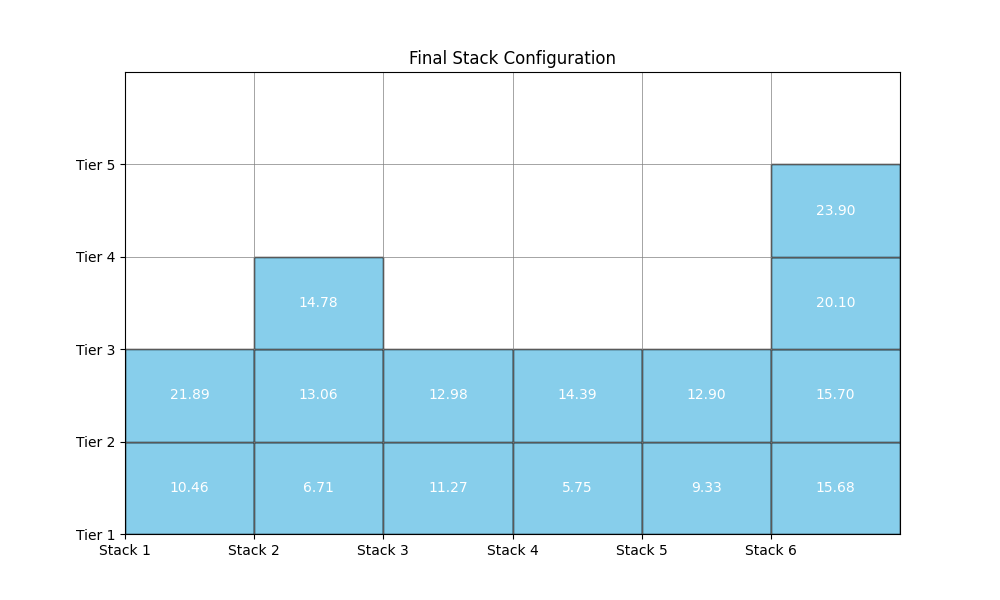 Final Stack Configuration
Tier 5
23.90
Tier 4
14.78
20.10
Tier 3
21.89
13.06
12.98
14.39
12.90
15.70
Tier 2
10.46
6.71
11.27
5.75
9.33
15.68
Tier 1
Stack 1
Stack 2
Stack 3
Stack 4
Stack 5
Stack 6